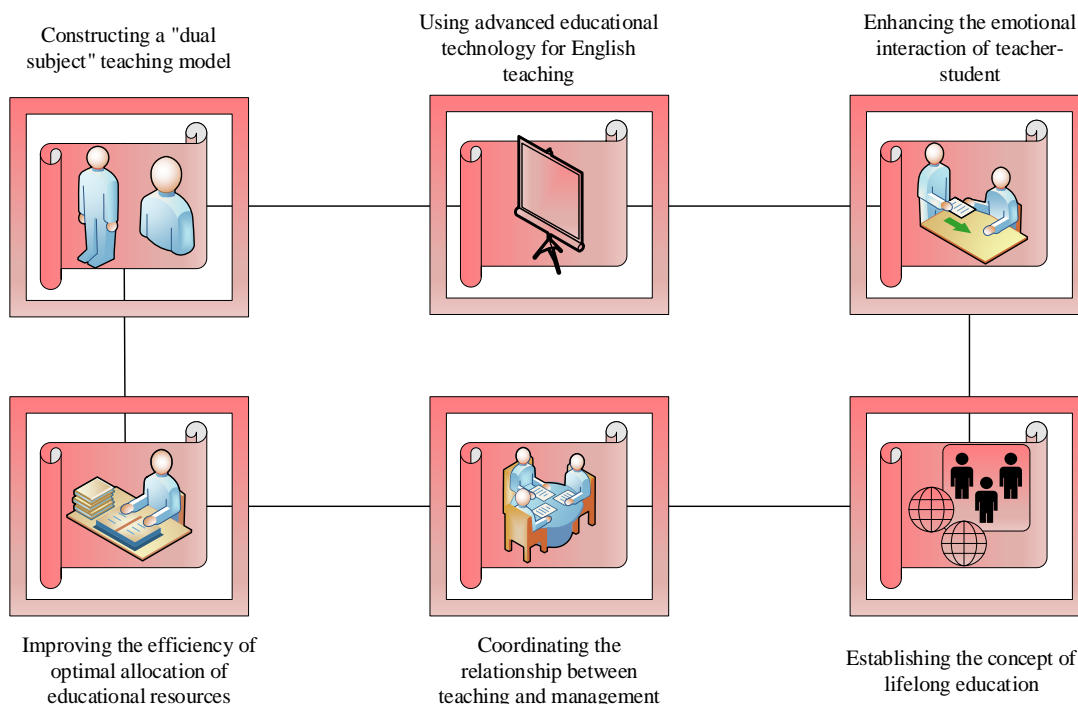 Constructing a "dual
subject" teaching model
Using advanced educational
technology for English
teaching
Enhancing the emotional
interaction of teacher-
student
Improving the efficiency of
optimal allocation of
educational resources
Coordinating the
relationship between
teaching and management
Establishing the concept of
lifelong education